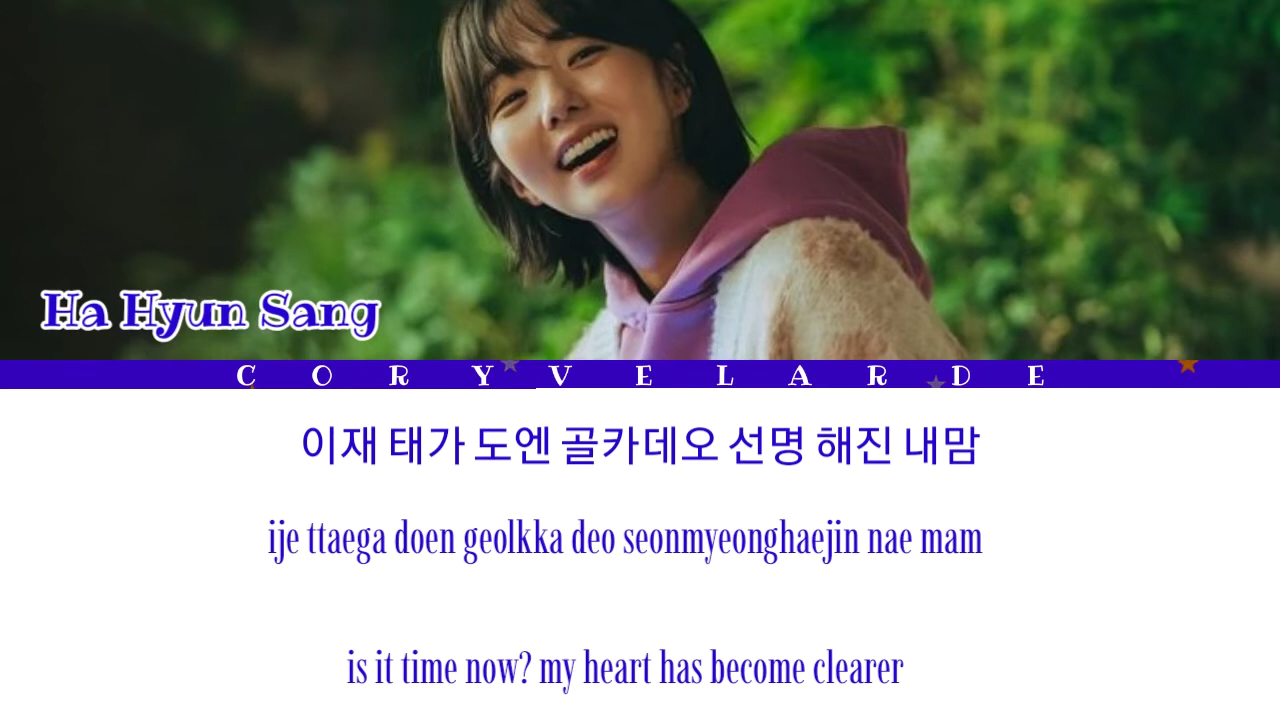 Ha Hyun Sang
CORYVELARDE
이재 태가 도엔 골카데오 선명 해진 내맘
ije ttaega doen geolkka deo seonmyeonghaejin nae mam
is it time now? my heart has become clearer